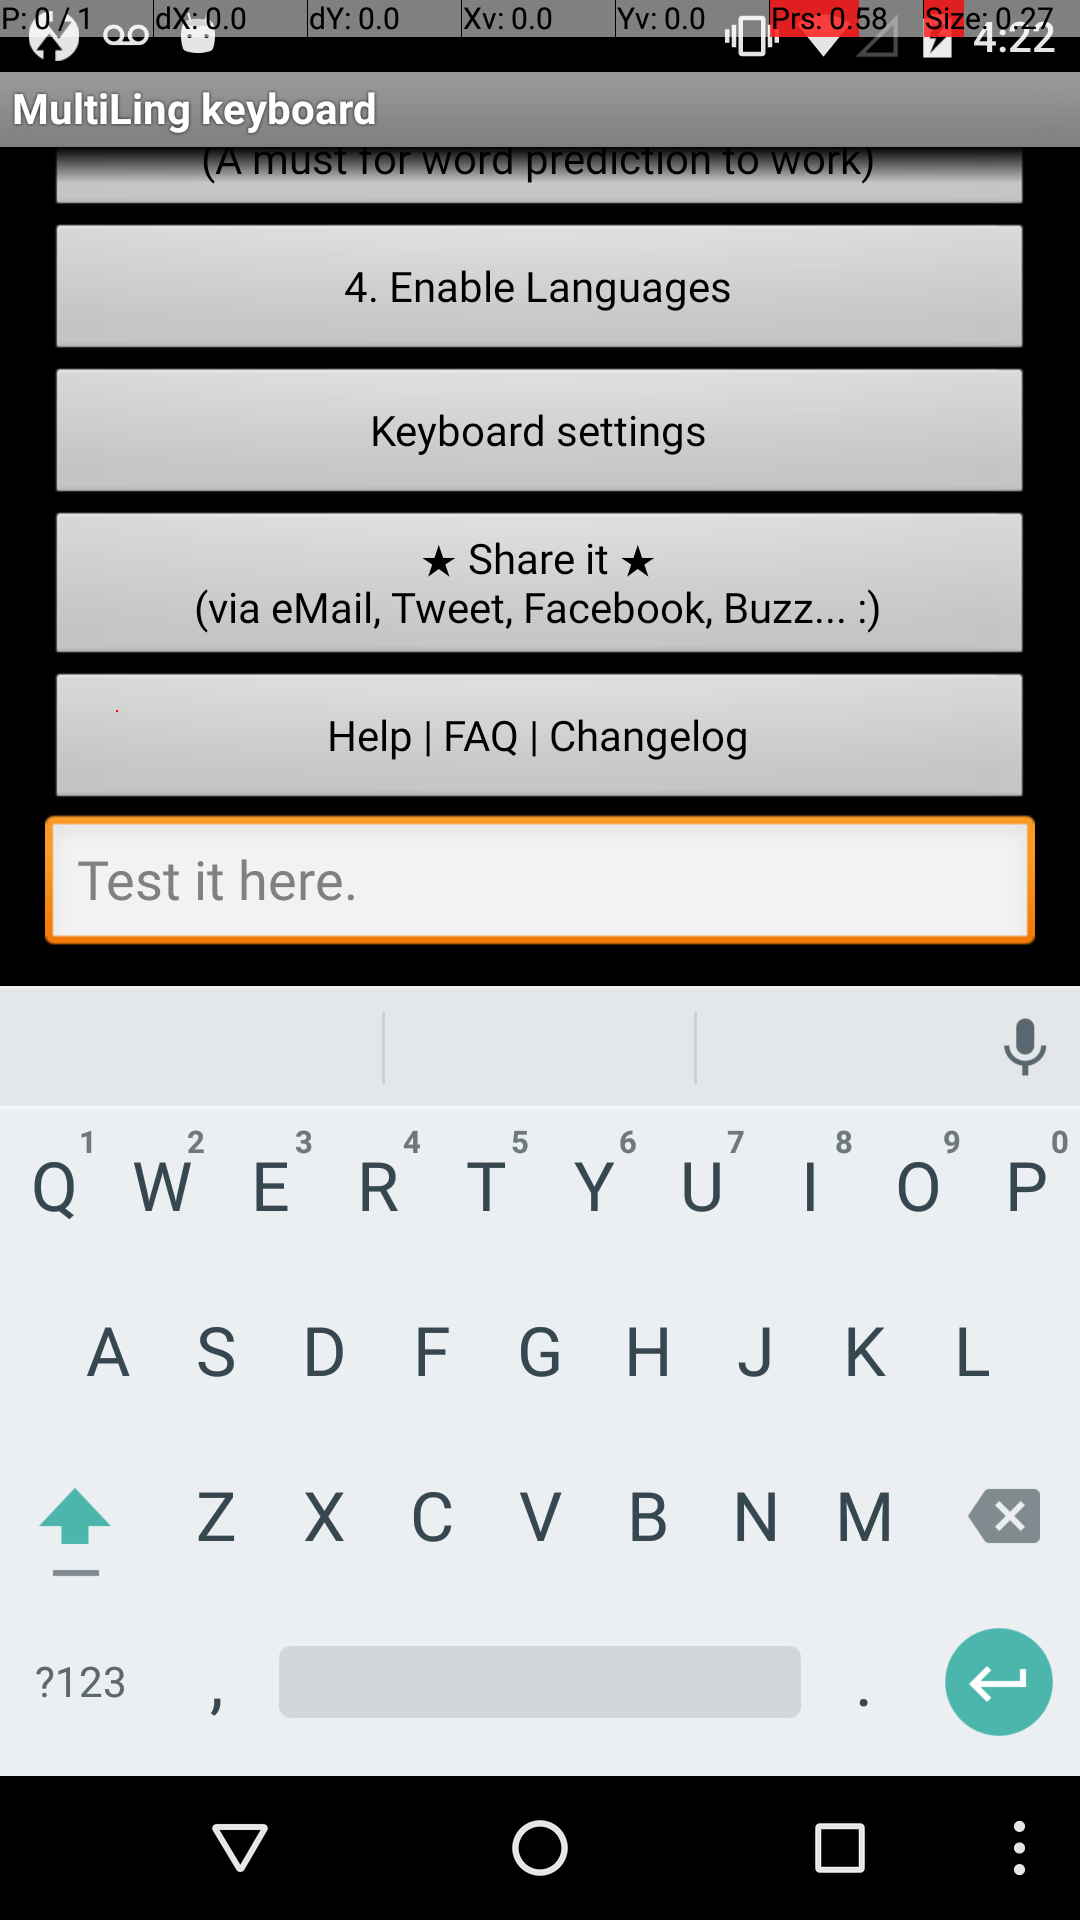 P: 0 / 1 dX: 0.0 dY: 0.0 Xv: 0.0 Yv: 0.0 Prs: 0.58 Size: 0.27
4:22
MultiLing keyboard
(A must for word prediction to work)
4. Enable Languages
Keyboard settings
★ Share it ★
(via eMail, Tweet, Facebook, Buzz... :)
Help | FAQ | Changelog
Test it here.
1 2 3 4 5 6 7 8 9 0
Q W E R T Y U I O P
A S D F G H J K L
Z X C V B N M
?123 , .